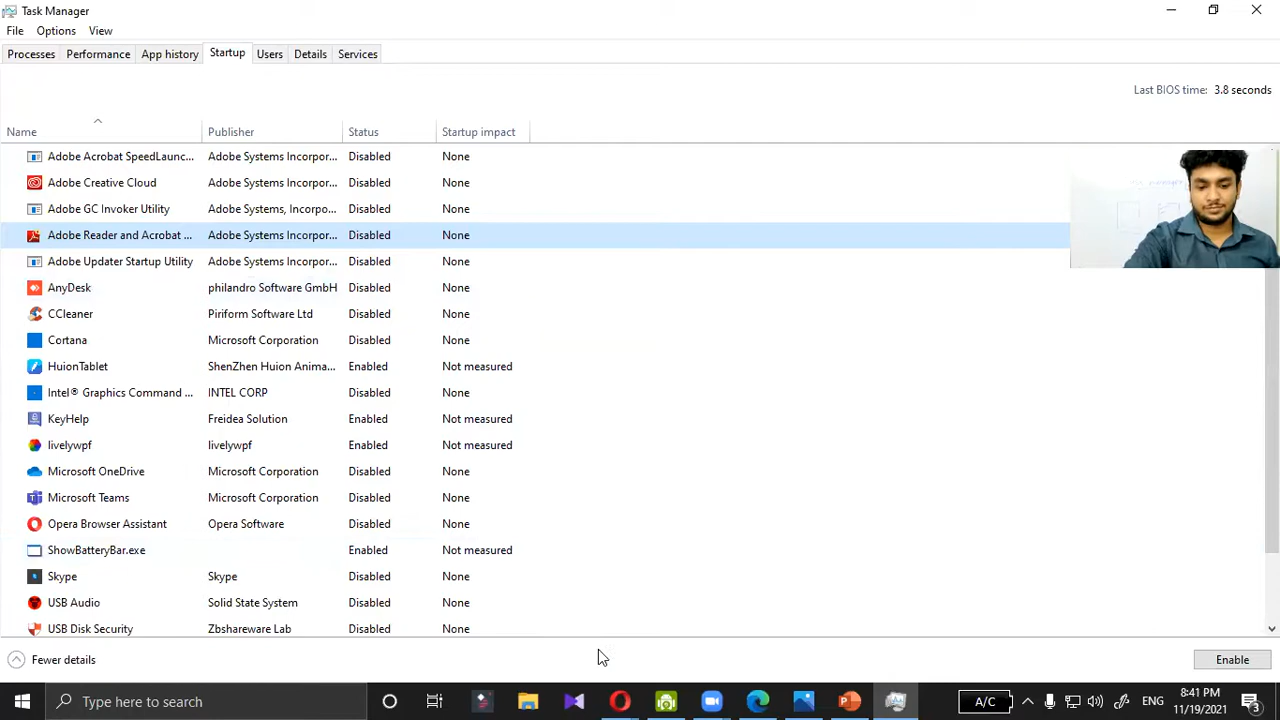 Task Manager
File Options View
Processes Performance App history Startup Users Details Services
Last BIOS time: 3.8 seconds
Name Publisher Status Startup impact
Adobe Acrobat SpeedLaunc... Adobe Systems Incorpor... Disabled None
Adobe Creative Cloud Adobe Systems Incorpor... Disabled None
Adobe GC Invoker Utility Adobe Systems, Incorpo... Disabled None
Adobe Reader and Acrobat ... Adobe Systems Incorpor... Disabled None
Adobe Updater Startup Utility Adobe Systems Incorpor... Disabled None
AnyDesk philandro Software GmbH Disabled None
CCleaner Piriform Software Ltd Disabled None
Cortana Microsoft Corporation Disabled None
HuionTablet ShenZhen Huion Anima... Enabled Not measured
Intel® Graphics Command ... INTEL CORP Disabled None
KeyHelp Freidea Solution Enabled Not measured
livelywpf livelywpf Enabled Not measured
Microsoft OneDrive Microsoft Corporation Disabled None
Microsoft Teams Microsoft Corporation Disabled None
Opera Browser Assistant Opera Software Disabled None
ShowBatteryBar.exe Enabled Not measured
Skype Skype Disabled None
USB Audio Solid State System Disabled None
USB Disk Security Zbshareware Lab Disabled None
Fewer details Enable
Type here to search A/C ENG 8:41 PM
11/19/2021 3